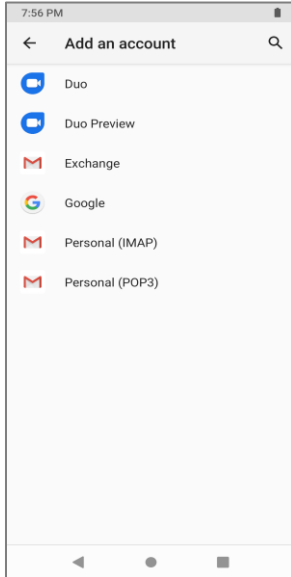 7:56 PM
Add an account
Duo
Duo Preview
Exchange
Google
Personal (IMAP)
Personal (POP3)